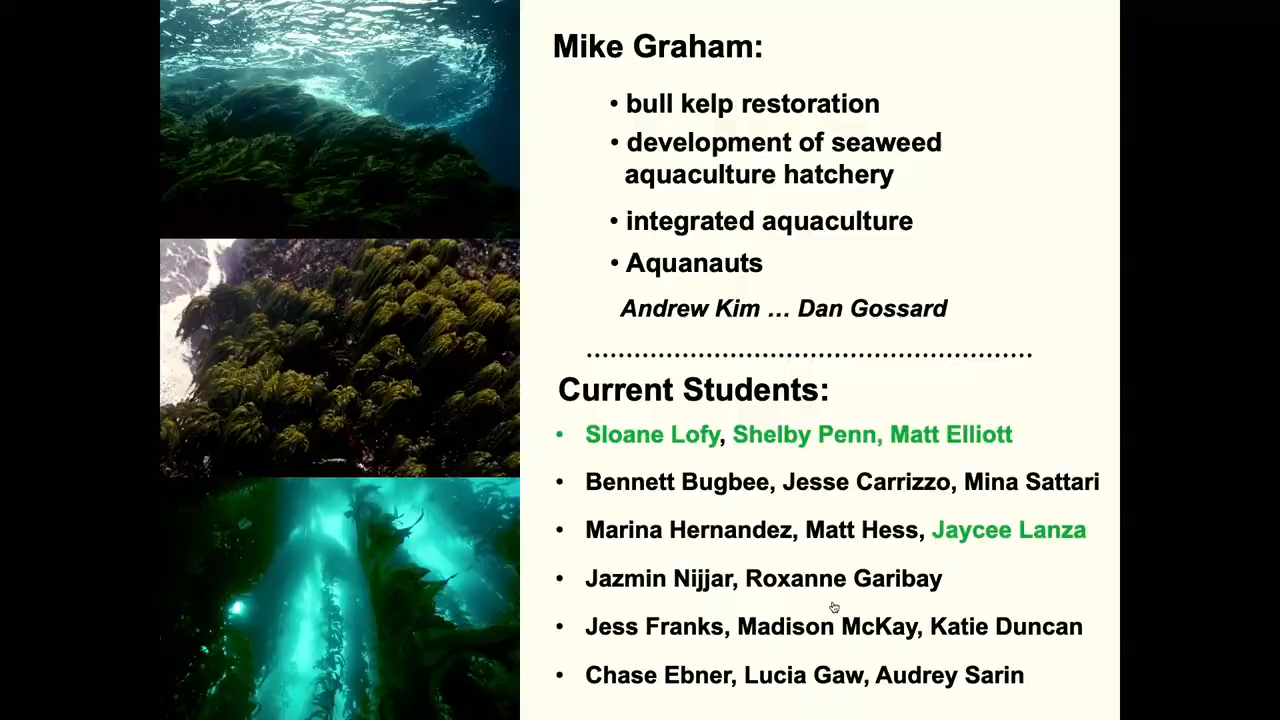 Mike Graham:
• bull kelp restoration
• development of seaweed
aquaculture hatchery
• integrated aquaculture
• Aquanauts
Andrew Kim … Dan Gossard
........................................................
Current Students:
• Sloane Lofy, Shelby Penn, Matt Elliott
• Bennett Bugbee, Jesse Carrizzo, Mina Sattari
• Marina Hernandez, Matt Hess, Jaycee Lanza
• Jazmin Nijjar, Roxanne Garibay
• Jess Franks, Madison McKay, Katie Duncan
• Chase Ebner, Lucia Gaw, Audrey Sarin